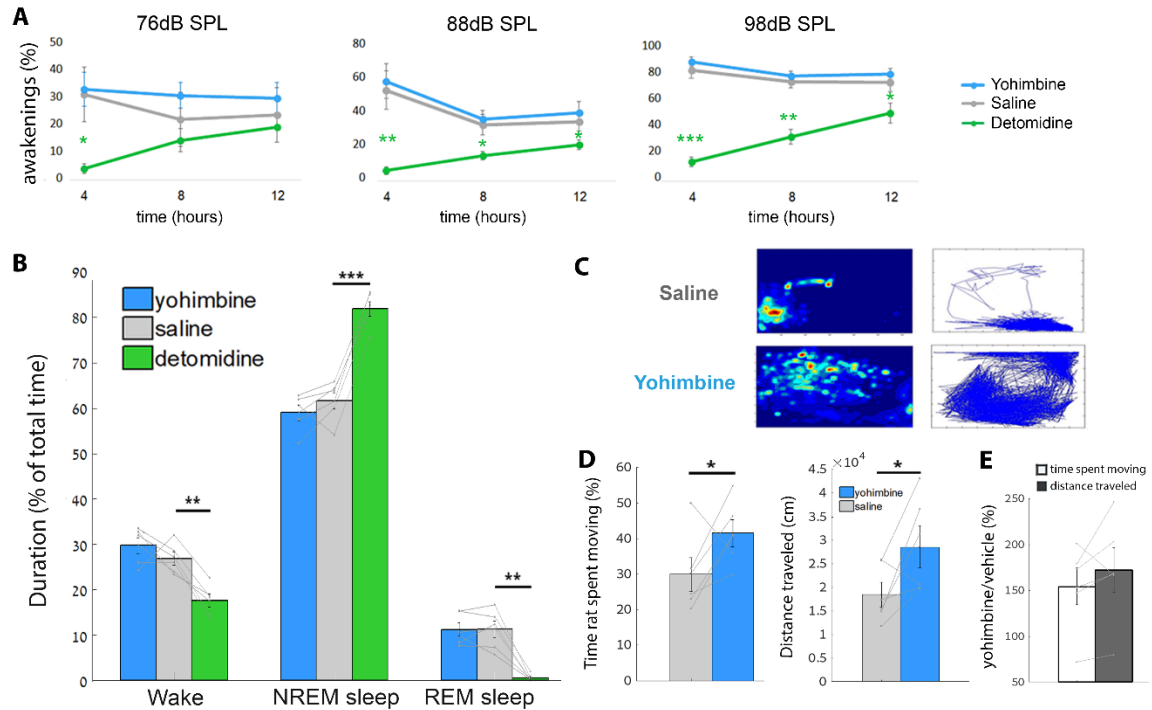 A
76dB SPL
88dB SPL
98dB SPL
awakenings (%)
50
40
30
20
10
0
*
4
8
12
time (hours)
80
60
40
20
0
**
*
*
4
8
12
time (hours)
100
80
60
40
20
0
***
**
*
4
8
12
time (hours)
Yohimbine
Saline
Detomidine
B
Duration (% of total time)
90
80
70
60
50
40
30
20
10
0
yohimbine
saline
detomidine
**
***
**
Wake
NREM sleep
REM sleep
C
Saline
Yohimbine
D
Time rat spent moving (%)
60
50
40
30
20
10
0
*
Distance traveled (cm)
×10⁴
4.5
4
3.5
3
2.5
2
1.5
1
0.5
0
*
yohimbine
saline
E
time spent moving
distance traveled
yohimbine/vehicle (%)
250
200
150
100
50